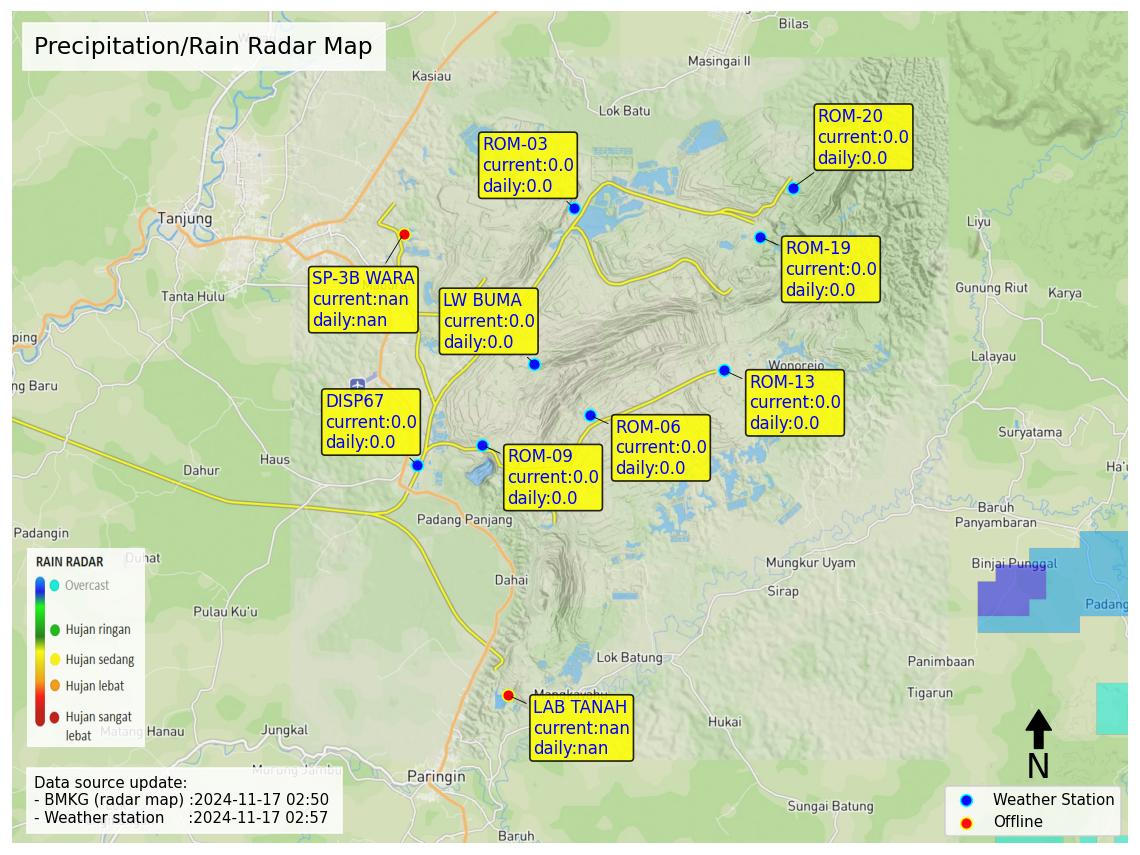 Precipitation/Rain Radar Map
Bilas
Masingai II
Kasiau
Lok Batu
ROM-20
current:0.0
daily:0.0
ROM-03
current:0.0
daily:0.0
Tanjung
Liyu
ROM-19
current:0.0
daily:0.0
SP-3B WARA
current:nan
daily:nan
Tanta Hulu
LW BUMA
current:0.0
daily:0.0
Gunung Riut
Karya
ping
Lalayau
Wonorejo
ng Baru
ROM-13
current:0.0
daily:0.0
DISP67
current:0.0
daily:0.0
ROM-06
current:0.0
daily:0.0
Suryatama
Haus
Dahur
ROM-09
current:0.0
daily:0.0
Ha'u
Baruh
Panyambaran
Padang Panjang
Padangin
Duhat
Mungkur Uyam
Binjai Punggal
Dahai
Sirap
Padang
Pulau Ku'u
RAIN RADAR
Overcast
Hujan ringan
Hujan sedang
Hujan lebat
Hujan sangat
lebat
Lok Batung
Panimbaan
Tigarun
Mangkayahu
LAB TANAH
current:nan
daily:nan
Matang Hanau
Jungkal
Hukai
Murung Jambu
Paringin
N
Data source update:
- BMKG (radar map) :2024-11-17 02:50
- Weather station :2024-11-17 02:57
Sungai Batung
Baruh
Weather Station
Offline